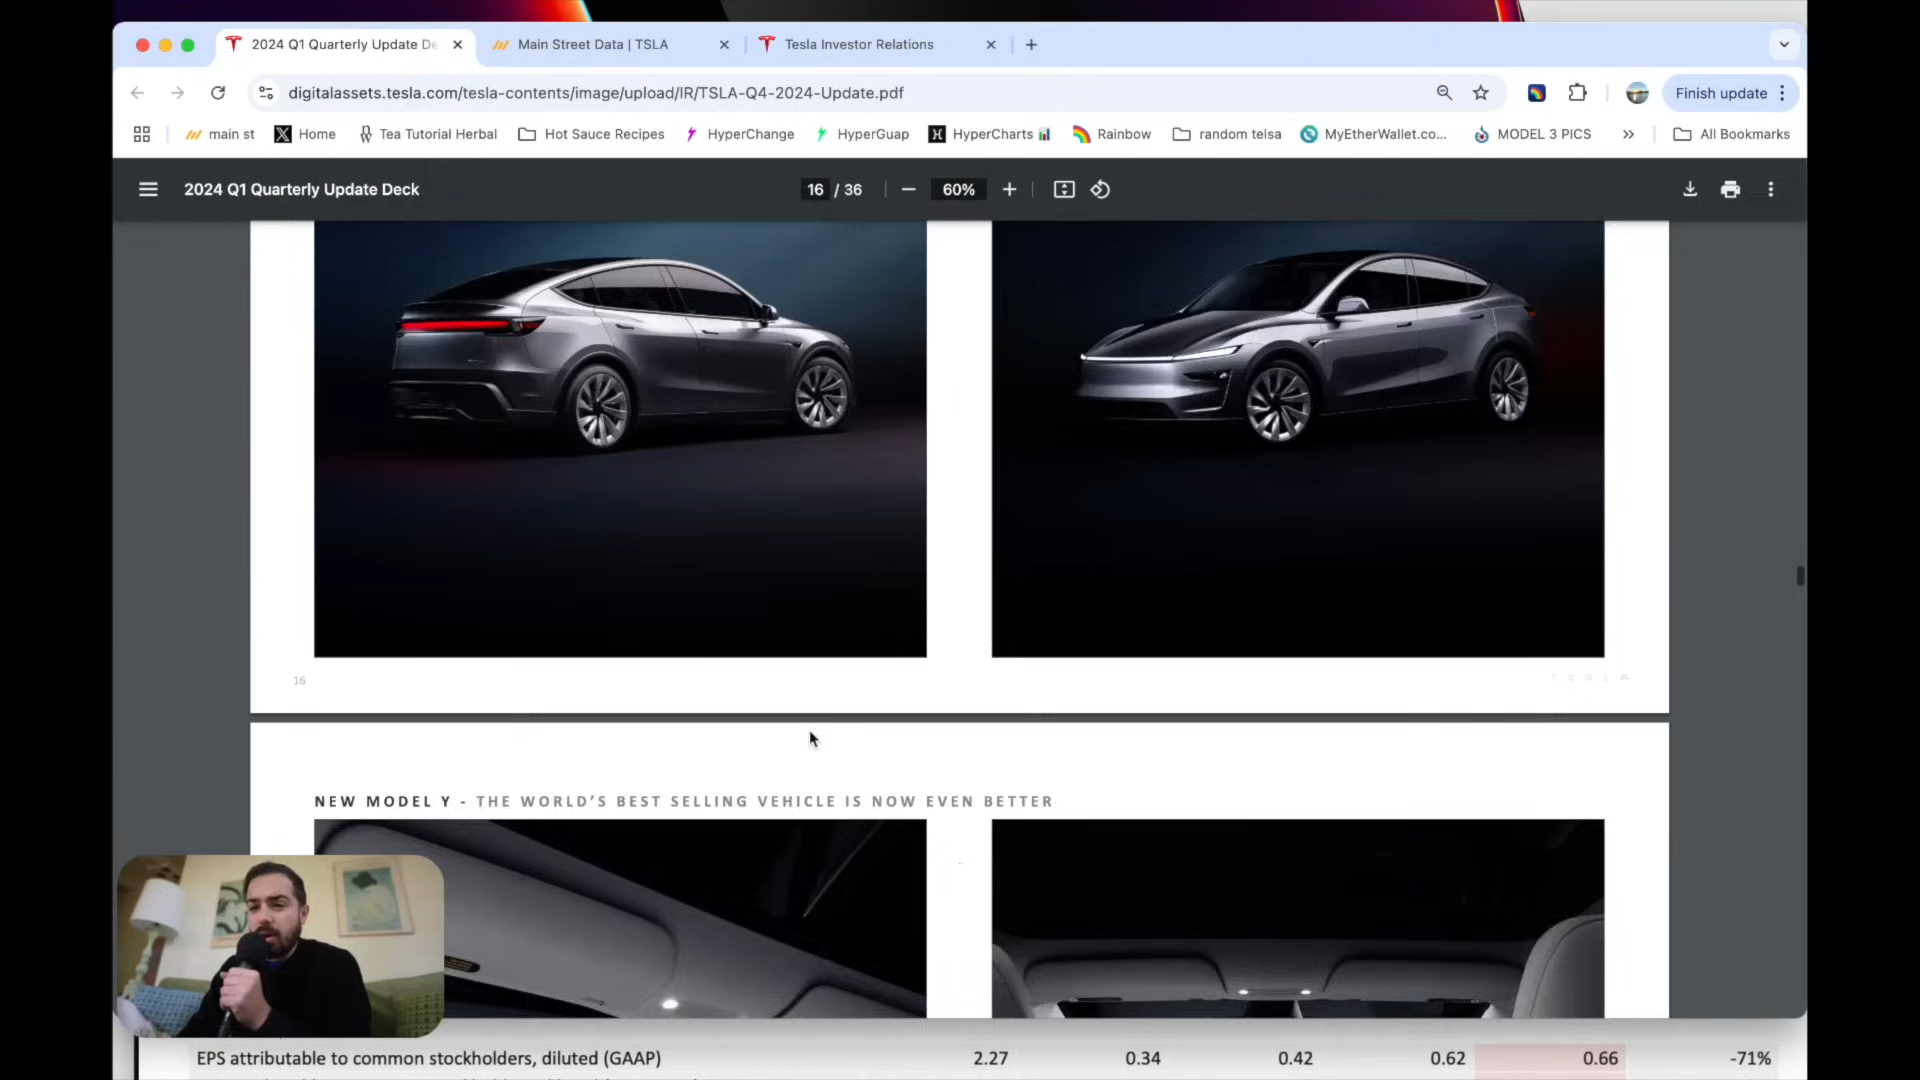 2024 Q1 Quarterly Update De
Main Street Data | TSLA
Tesla Investor Relations
digitalassets.tesla.com/tesla-contents/image/upload/IR/TSLA-Q4-2024-Update.pdf
Finish update
main st
Home
Tea Tutorial Herbal
Hot Sauce Recipes
HyperChange
HyperGuap
HyperCharts
Rainbow
random telsa
MyEtherWallet.co...
MODEL 3 PICS
All Bookmarks
2024 Q1 Quarterly Update Deck
16 / 36
60%
16
NEW MODEL Y - THE WORLD'S BEST SELLING VEHICLE IS NOW EVEN BETTER
EPS attributable to common stockholders, diluted (GAAP) 2.27 0.34 0.42 0.62 0.66 -71%